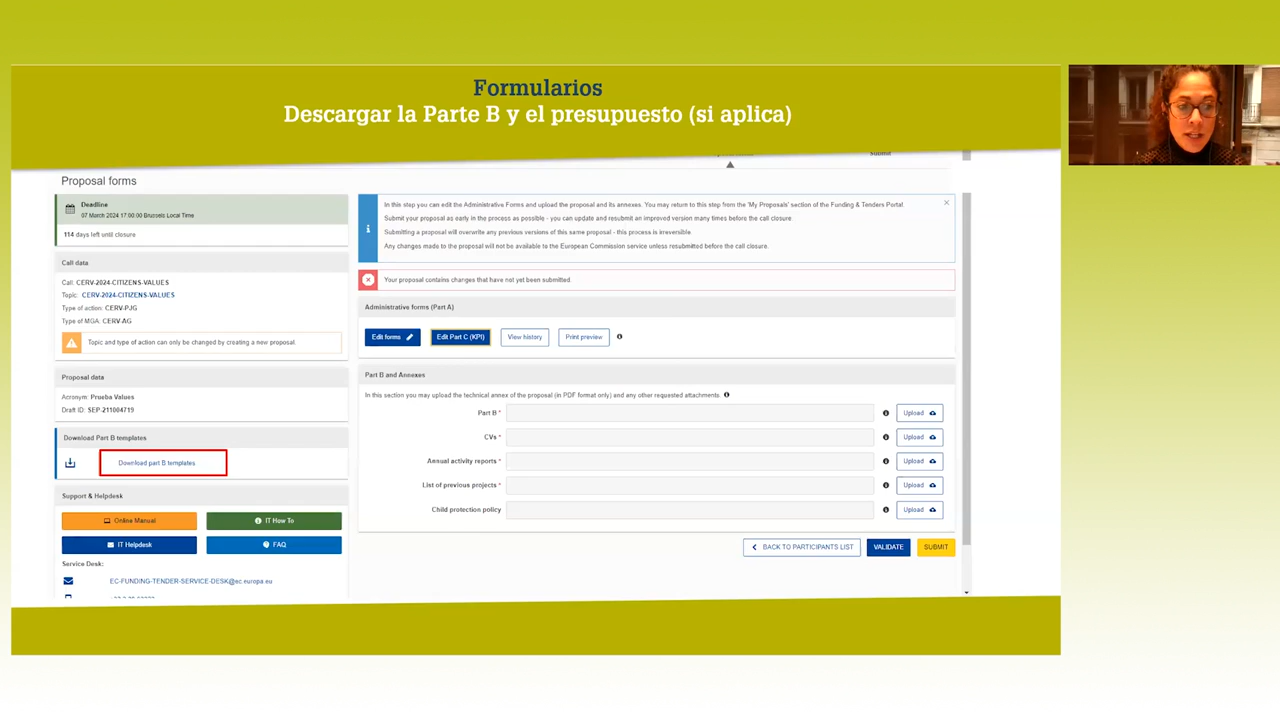 Formularios
Descargar la Parte B y el presupuesto (si aplica)
Submit
Proposal forms
Deadline
07 March 2024 17:00:00 Brussels Local Time
114 days left until closure
Call data
Call: CERV-2024-CITIZENS-VALUES
Topic: CERV-2024-CITIZENS-VALUES
Type of action: CERV-PJG
Type of MGA: CERV-AG
Topic and type of action can only be changed by creating a new proposal.
Proposal data
Acronym: Prueba Values
Draft ID: SEP-211004719
Download Part B templates
Download part B templates
Support & Helpdesk
Online Manual
IT How To
IT Helpdesk
FAQ
Service Desk:
EC-FUNDING-TENDER-SERVICE-DESK@ec.europa.eu
In this step you can edit the Administrative Forms and upload the proposal and its annexes. You may return to this step from the 'My Proposals' section of the Funding & Tenders Portal.
Submit your proposal as early in the process as possible - you can update and resubmit an improved version many times before the call closure.
Submitting a proposal will overwrite any previous versions of this same proposal - this process is irreversible.
Any changes made to the proposal will not be available to the European Commission service unless resubmitted before the call closure.
Your proposal contains changes that have not yet been submitted.
Administrative forms (Part A)
Edit forms
Edit Part C (KPI)
View history
Print preview
Part B and Annexes
In this section you may upload the technical annex of the proposal (in PDF format only) and any other requested attachments.
Part B *
Upload
CVs *
Upload
Annual activity reports *
Upload
List of previous projects *
Upload
Child protection policy
Upload
BACK TO PARTICIPANTS LIST
VALIDATE
SUBMIT